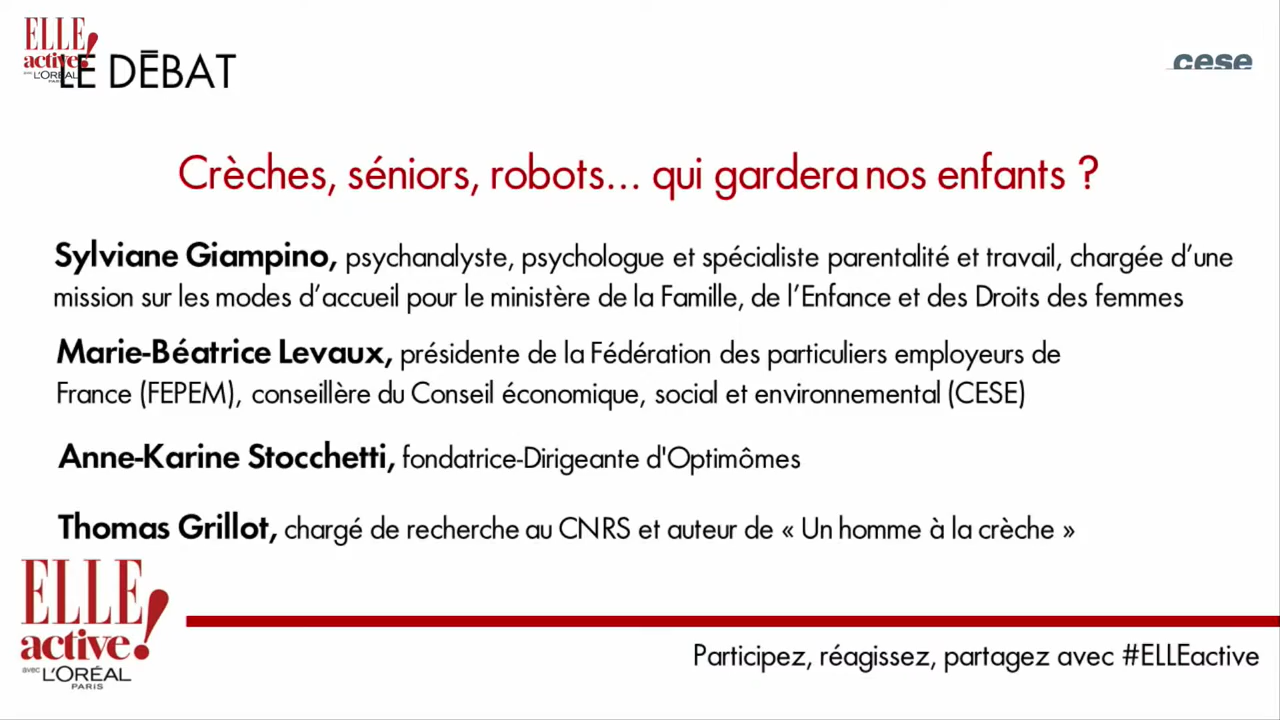 ELLE
active!
avec L'ORÉAL
PARIS
LE DÉBAT
cese
Crèches, séniors, robots... qui gardera nos enfants ?
Sylviane Giampino, psychanalyste, psychologue et spécialiste parentalité et travail, chargée d’une
mission sur les modes d’accueil pour le ministère de la Famille, de l’Enfance et des Droits des femmes
Marie-Béatrice Levaux, présidente de la Fédération des particuliers employeurs de
France (FEPEM), conseillère du Conseil économique, social et environnemental (CESE)
Anne-Karine Stocchetti, fondatrice-Dirigeante d'Optimômes
Thomas Grillot, chargé de recherche au CNRS et auteur de « Un homme à la crèche »
ELLE
active!
avec L'ORÉAL
PARIS
Participez, réagissez, partagez avec #ELLEactive